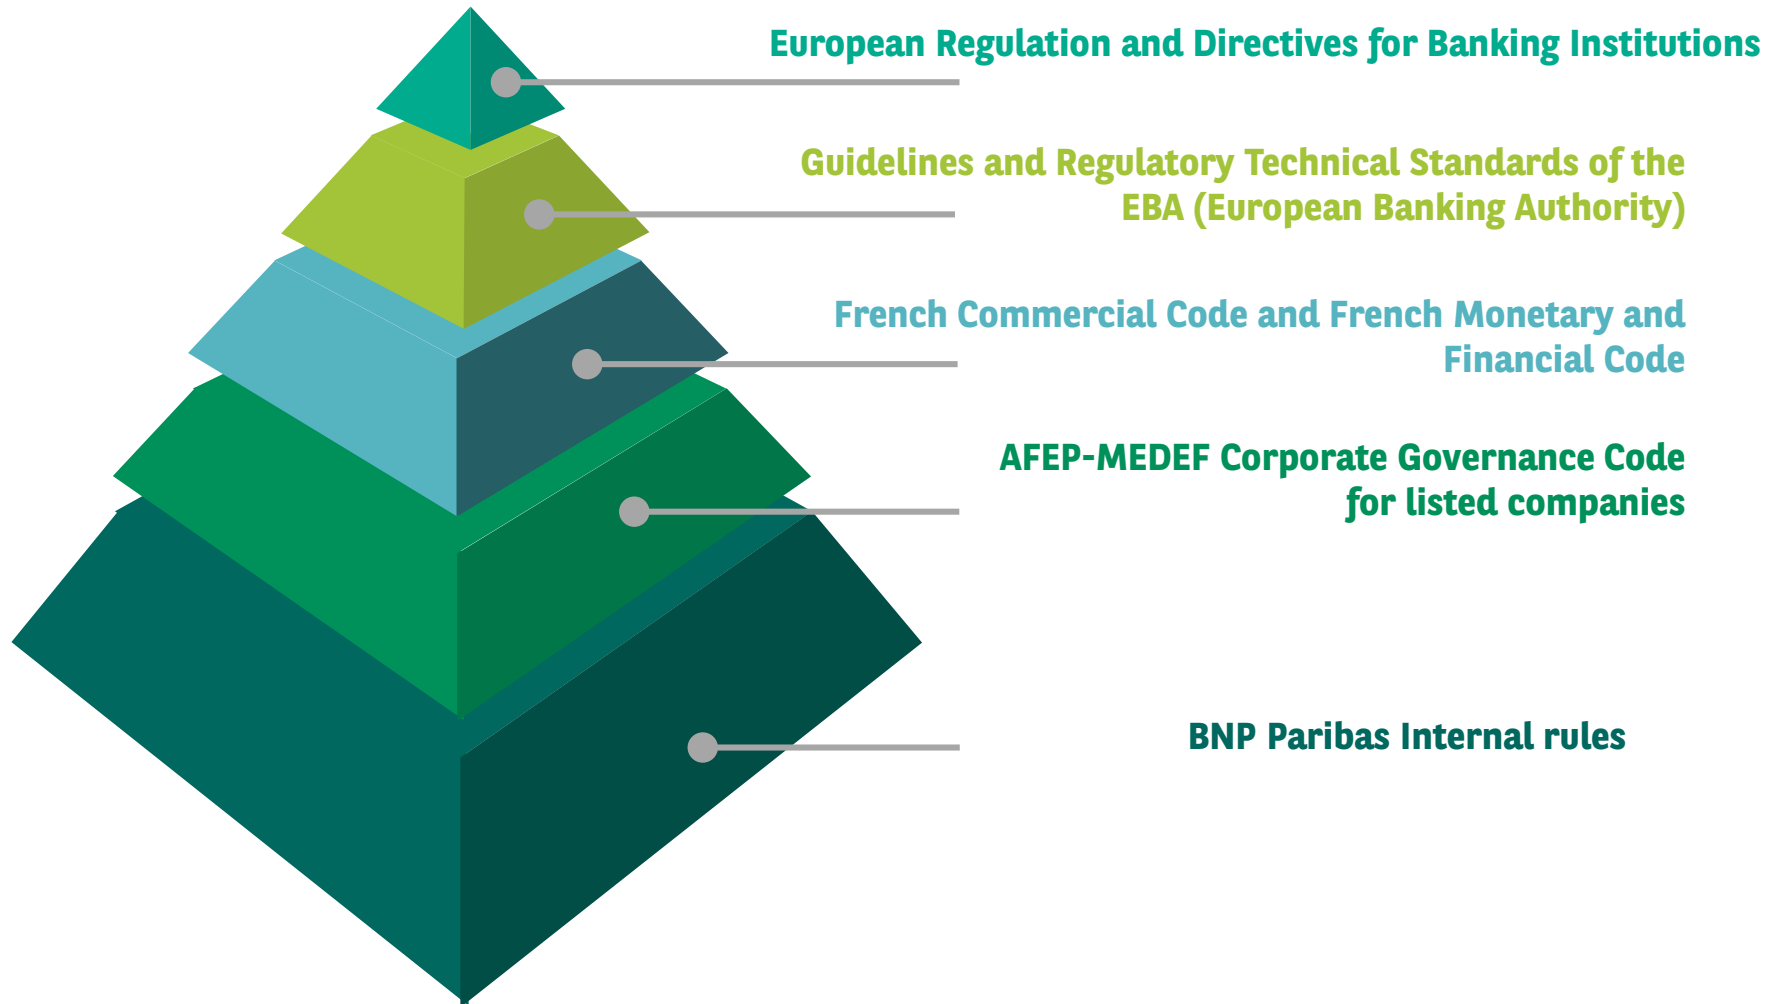 European Regulation and Directives for Banking Institutions
Guidelines and Regulatory Technical Standards of the
EBA (European Banking Authority)
French Commercial Code and French Monetary and
Financial Code
AFEP-MEDEF Corporate Governance Code
for listed companies
BNP Paribas Internal rules